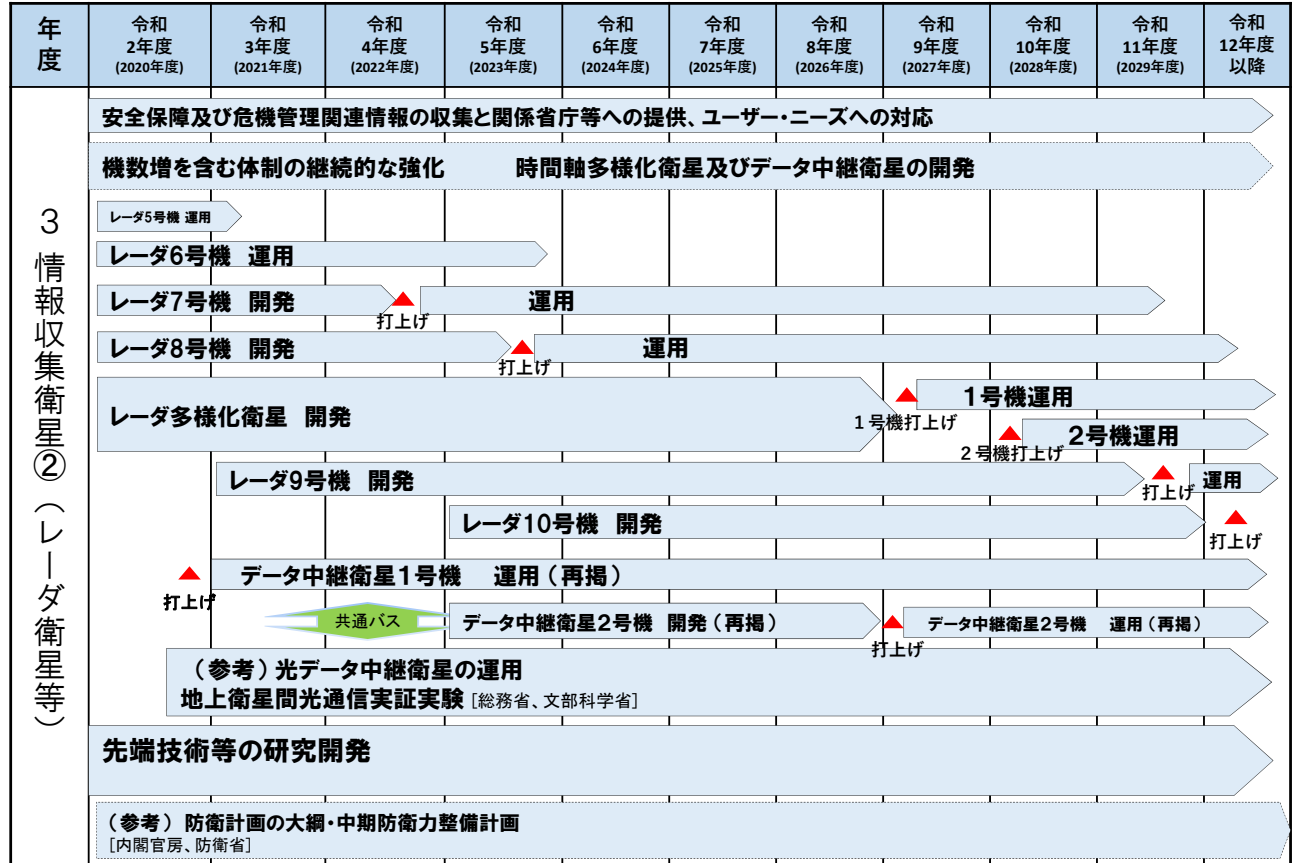 年度
令和
2年度
(2020年度)
令和
3年度
(2021年度)
令和
4年度
(2022年度)
令和
5年度
(2023年度)
令和
6年度
(2024年度)
令和
7年度
(2025年度)
令和
8年度
(2026年度)
令和
9年度
(2027年度)
令和
10年度
(2028年度)
令和
11年度
(2029年度)
令和
12年度
以降
3 情報収集衛星②(レーダ衛星等)
安全保障及び危機管理関連情報の収集と関係省庁等への提供、ユーザー・ニーズへの対応
機数増を含む体制の継続的な強化 時間軸多様化衛星及びデータ中継衛星の開発
レーダ5号機 運用
レーダ6号機 運用
レーダ7号機 開発
打上げ
運用
レーダ8号機 開発
打上げ
運用
レーダ多様化衛星 開発
1号機打上げ
1号機運用
2号機打上げ
2号機運用
レーダ9号機 開発
打上げ
運用
レーダ10号機 開発
打上げ
打上げ
データ中継衛星1号機 運用(再掲)
共通バス
データ中継衛星2号機 開発(再掲)
打上げ
データ中継衛星2号機 運用(再掲)
(参考)光データ中継衛星の運用
地上衛星間光通信実証実験 [総務省、文部科学省]
先端技術等の研究開発
(参考) 防衛計画の大綱・中期防衛力整備計画
[内閣官房、防衛省]